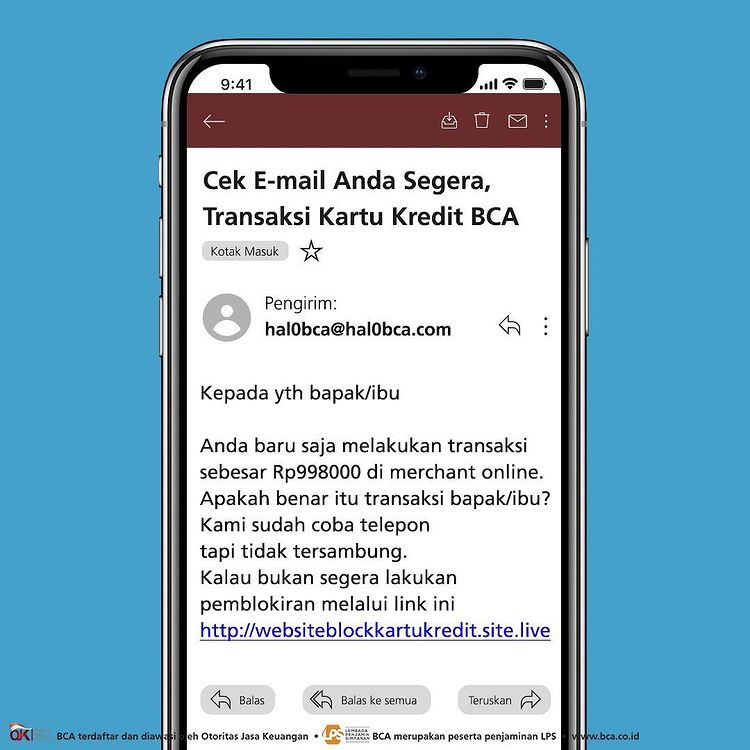 9:41
Cek E-mail Anda Segera,
Transaksi Kartu Kredit BCA
Kotak Masuk
Pengirim:
hal0bca@hal0bca.com
Kepada yth bapak/ibu
Anda baru saja melakukan transaksi
sebesar Rp998000 di merchant online.
Apakah benar itu transaksi bapak/ibu?
Kami sudah coba telepon
tapi tidak tersambung.
Kalau bukan segera lakukan
pemblokiran melalui link ini
http://websiteblockkartukredit.site.live
Balas
Balas ke semua
Teruskan
OJK BCA terdaftar dan diawasi oleh Otoritas Jasa Keuangan • LPS LEMBAGA PENJAMIN SIMPANAN BCA merupakan peserta penjaminan LPS • www.bca.co.id